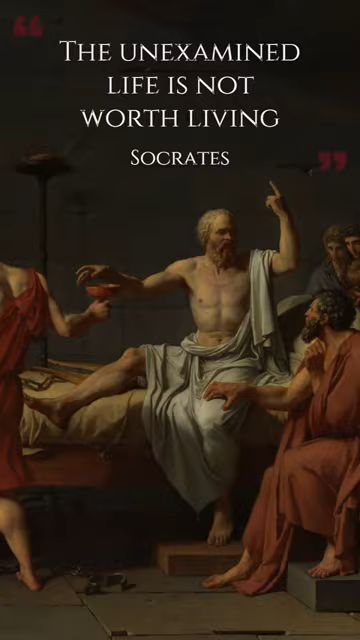 “
THE UNEXAMINED
LIFE IS NOT
WORTH LIVING
SOCRATES
”